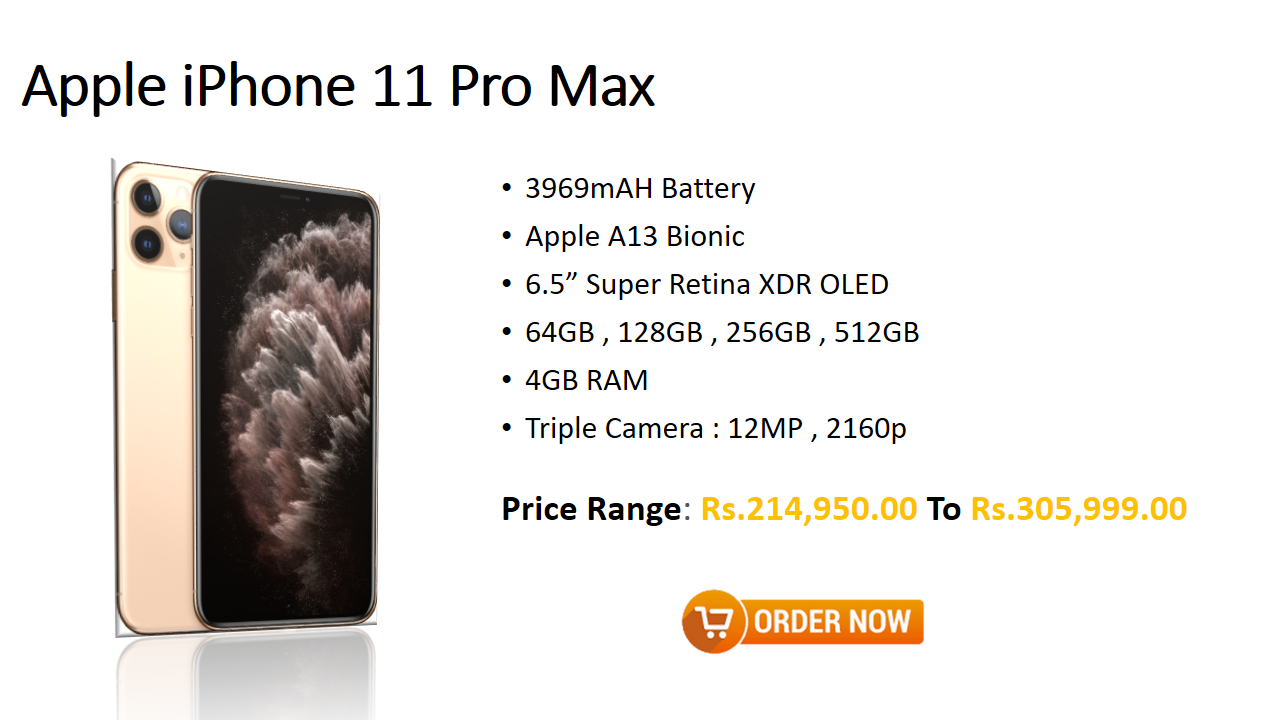 Apple iPhone 11 Pro Max
• 3969mAH Battery
• Apple A13 Bionic
• 6.5” Super Retina XDR OLED
• 64GB , 128GB , 256GB , 512GB
• 4GB RAM
• Triple Camera : 12MP , 2160p
Price Range: Rs.214,950.00 To Rs.305,999.00
ORDER NOW